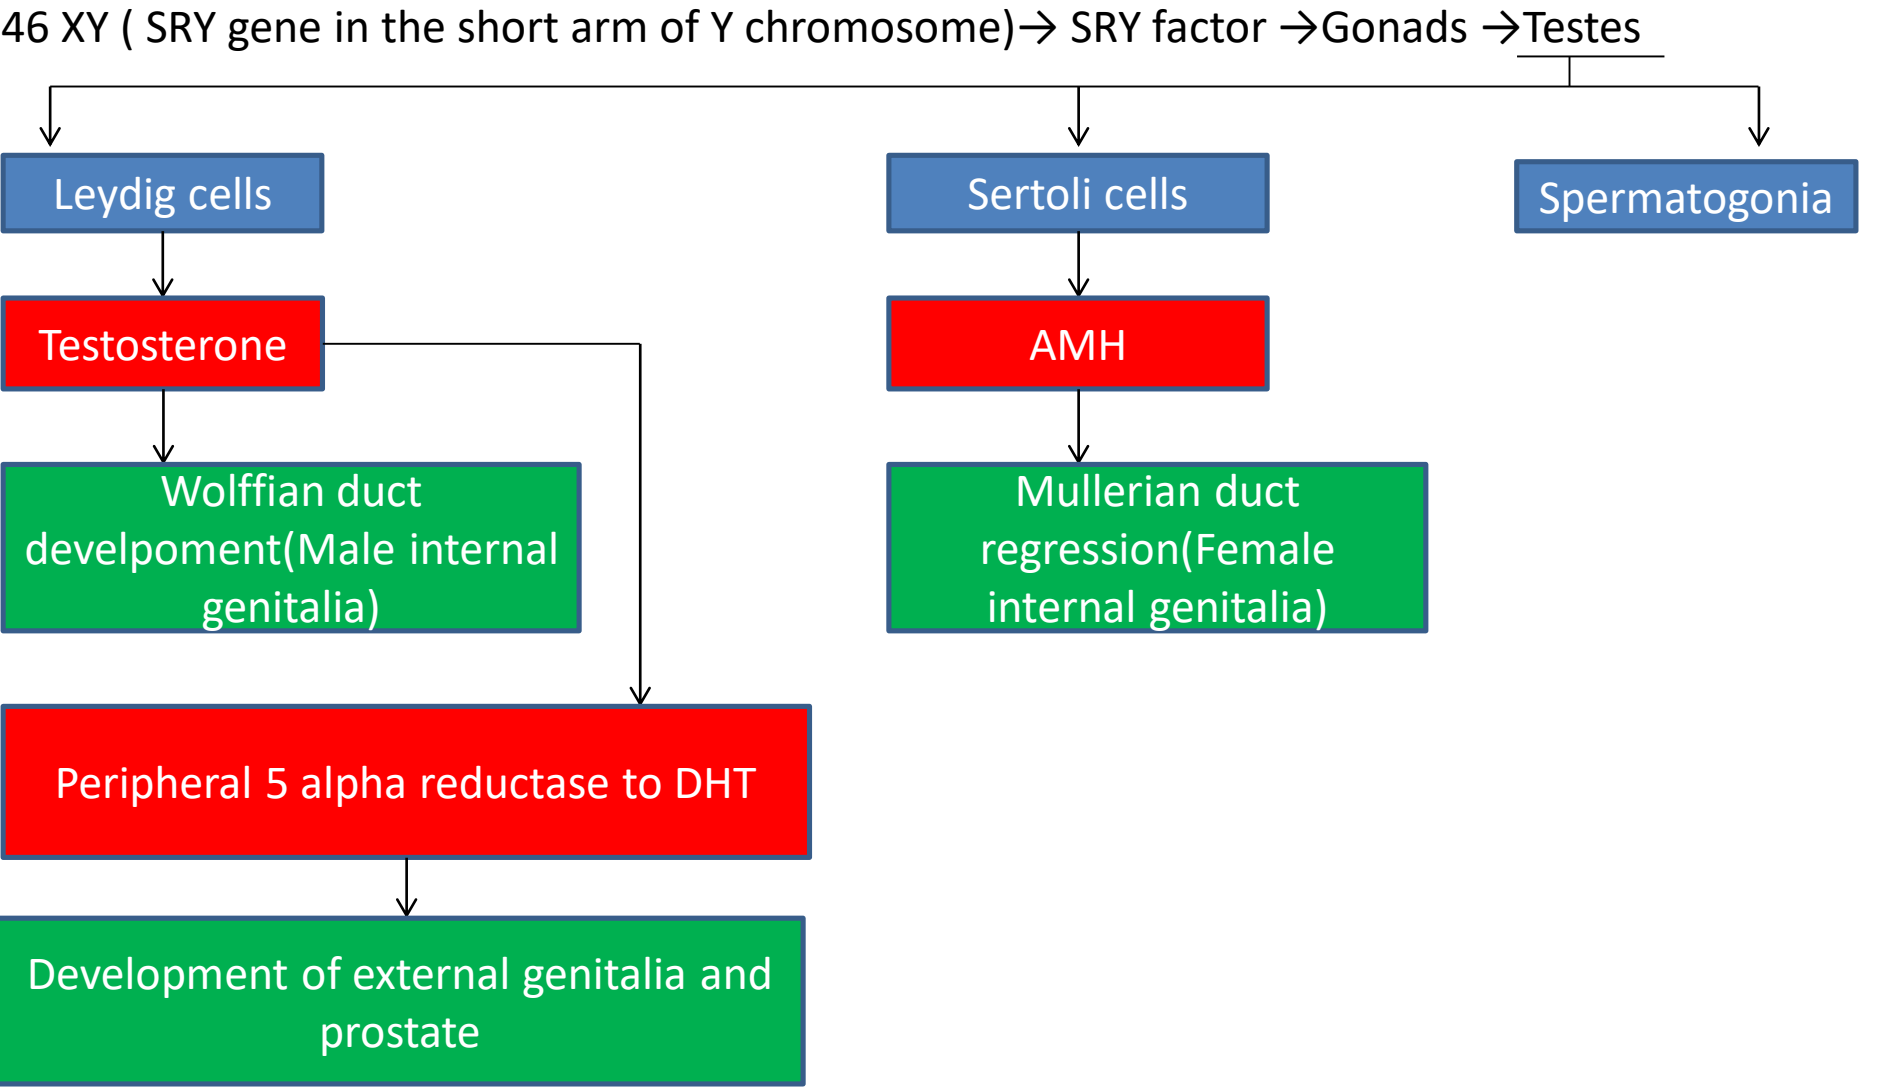 46 XY ( SRY gene in the short arm of Y chromosome)→ SRY factor →Gonads →Testes
Leydig cells
Sertoli cells
Spermatogonia
Testosterone
AMH
Wolffian duct
develpoment(Male internal
genitalia)
Mullerian duct
regression(Female
internal genitalia)
Peripheral 5 alpha reductase to DHT
Development of external genitalia and
prostate